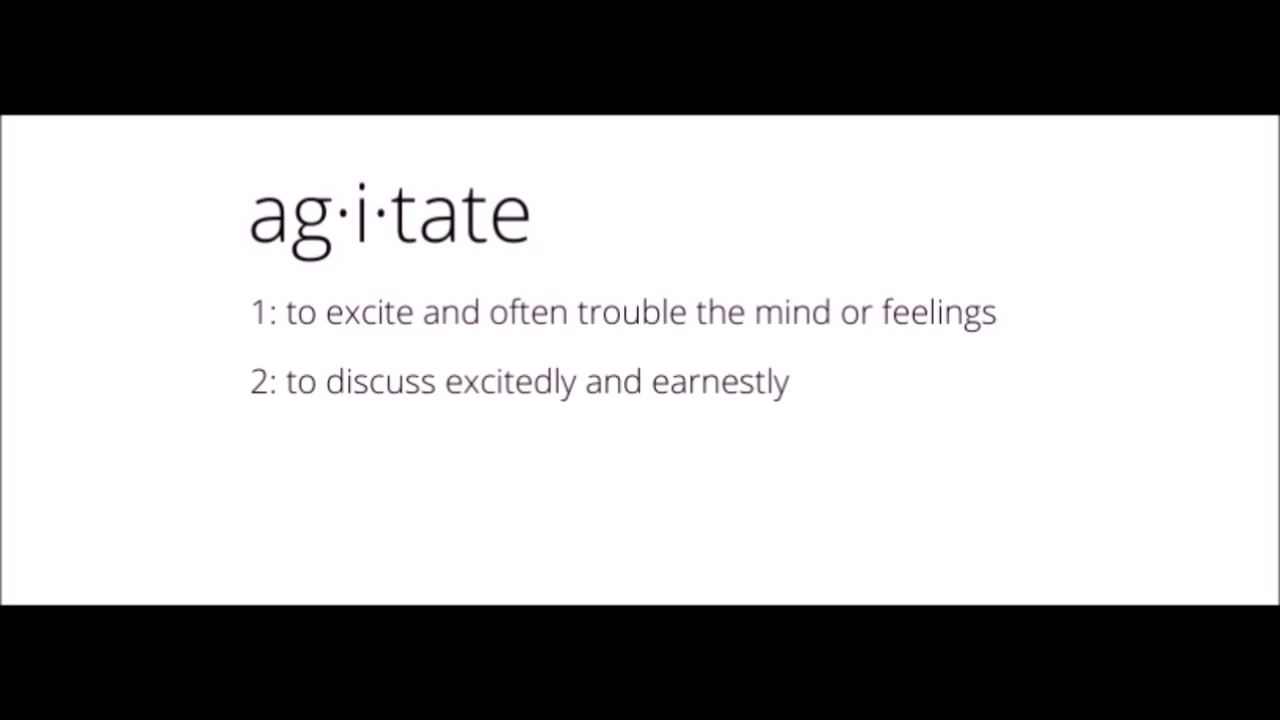 ag·i·tate
1: to excite and often trouble the mind or feelings
2: to discuss excitedly and earnestly